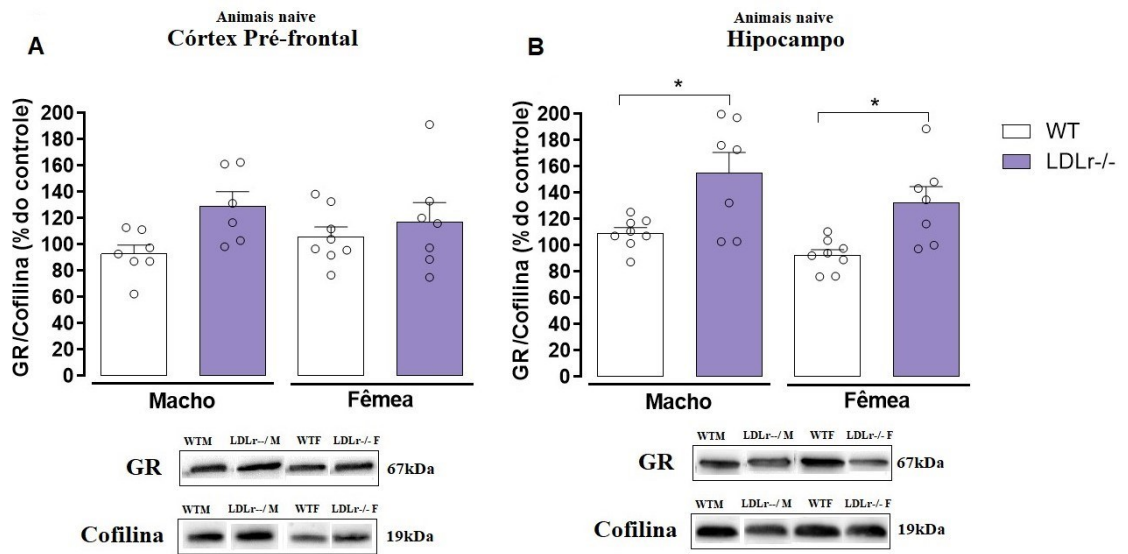 Animais naive
Córtex Pré-frontal
A
GR/Cofilina (% do controle)
200
180
160
140
120
100
80
60
40
20
0
Macho
Fêmea
WTM LDLr--/ M WTF LDLr-/- F
GR 67kDa
WTM LDLr--/ M WTF LDLr-/- F
Cofilina 19kDa
Animais naive
Hipocampo
B
*
*
GR/Cofilina (% do controle)
200
180
160
140
120
100
80
60
40
20
0
Macho
Fêmea
WT
LDLr-/-
WTM LDLr--/ M WTF LDLr-/- F
GR 67kDa
WTM LDLr--/ M WTF LDLr-/- F
Cofilina 19kDa